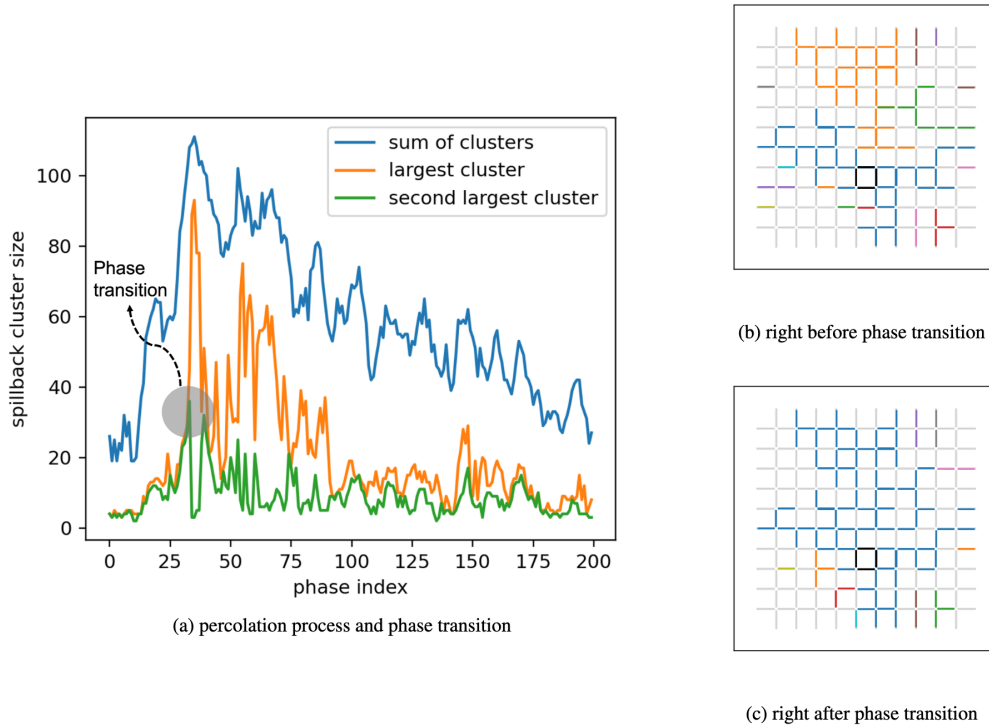 sum of clusters
largest cluster
second largest cluster
Phase
transition
spillback cluster size
100
80
60
40
20
0
0 25 50 75 100 125 150 175 200
phase index
(a) percolation process and phase transition
(b) right before phase transition
(c) right after phase transition